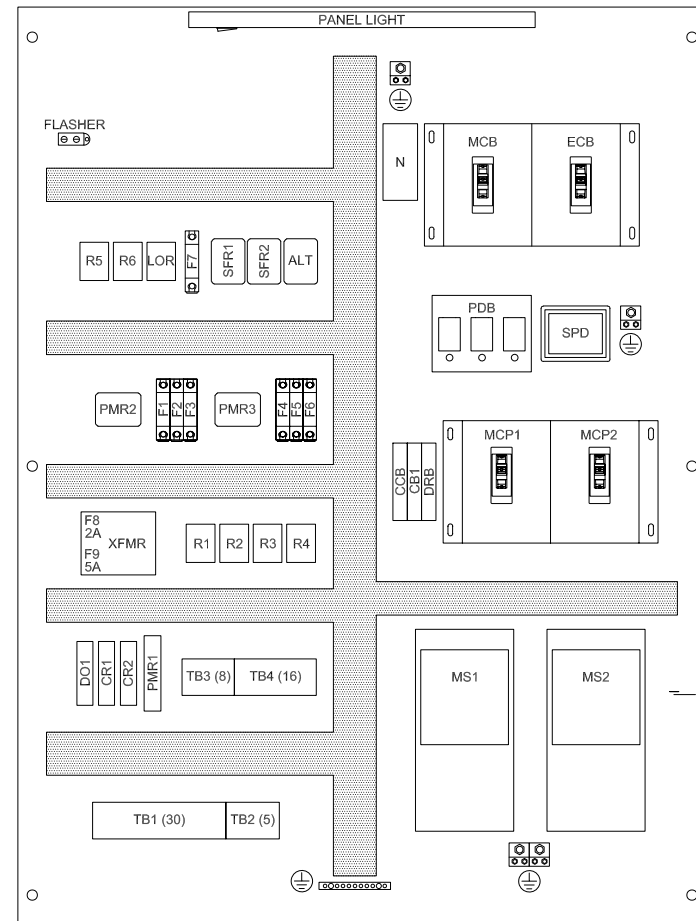 PANEL LIGHT
FLASHER
N
MCB
ECB
R5
R6
LOR
F7
SFR1
SFR2
ALT
PDB
SPD
PMR2
F1
F2
F3
PMR3
F4
F5
F6
CCB
CB1
DRB
MCP1
MCP2
F8
2A
F9
5A
XFMR
R1
R2
R3
R4
DO1
CR1
CR2
PMR1
TB3 (8)
TB4 (16)
MS1
MS2
TB1 (30)
TB2 (5)